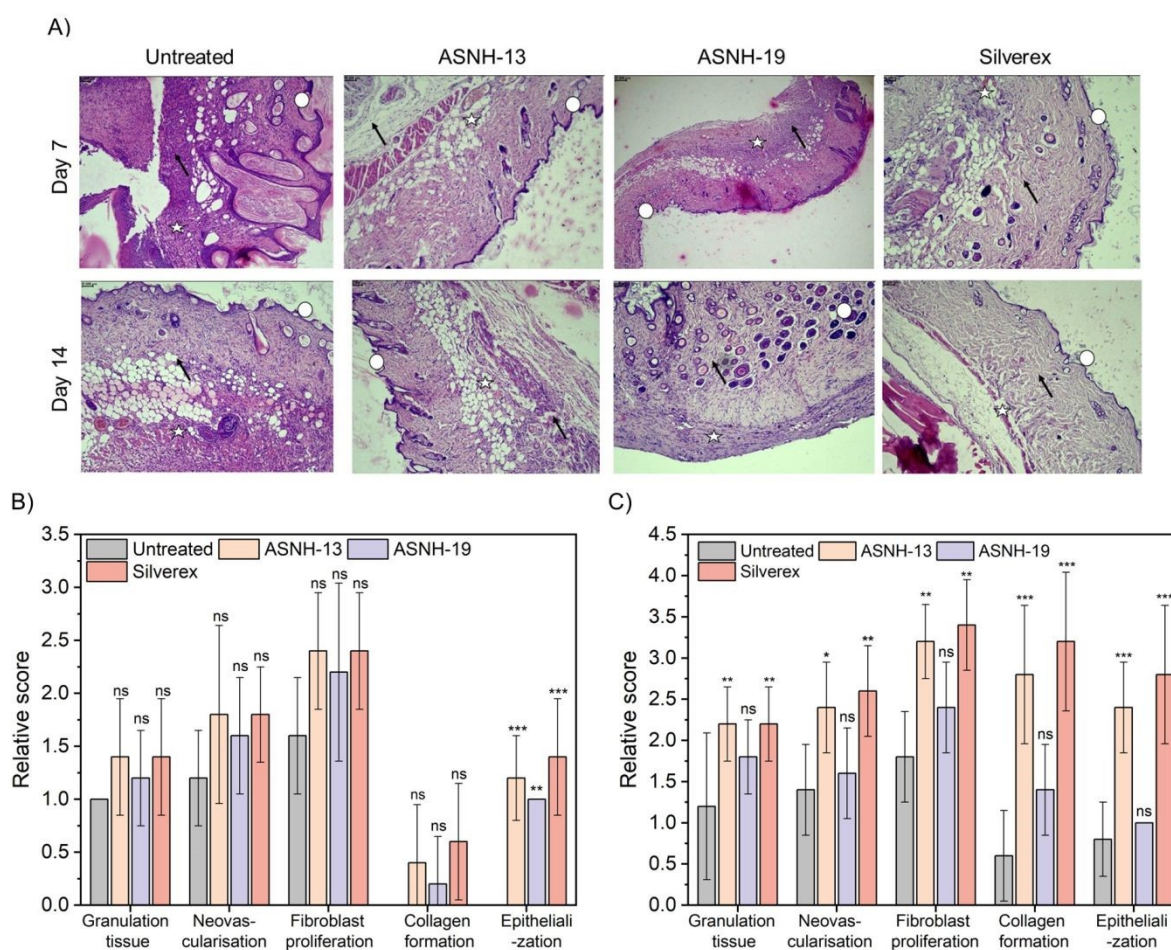 A)
Untreated
ASNH-13
ASNH-19
Silverex
Day 7
Day 14
B)
3.5
3.0
2.5
2.0
1.5
1.0
0.5
0.0
Relative score
Untreated ASNH-13 ASNH-19
Silverex
ns
ns
ns
ns
ns
ns
ns
ns
ns
ns
ns
ns
***
**
***
Granulation
tissue
Neovas-
cularisation
Fibroblast
proliferation
Collagen
formation
Epitheliali
-zation
C)
4.5
4.0
3.5
3.0
2.5
2.0
1.5
1.0
0.5
0.0
Relative score
Untreated ASNH-13 ASNH-19
Silverex
**
ns
**
*
ns
**
**
ns
**
***
ns
***
***
ns
***
Granulation
tissue
Neovas-
cularisation
Fibroblast
proliferation
Collagen
formation
Epitheliali
-zation